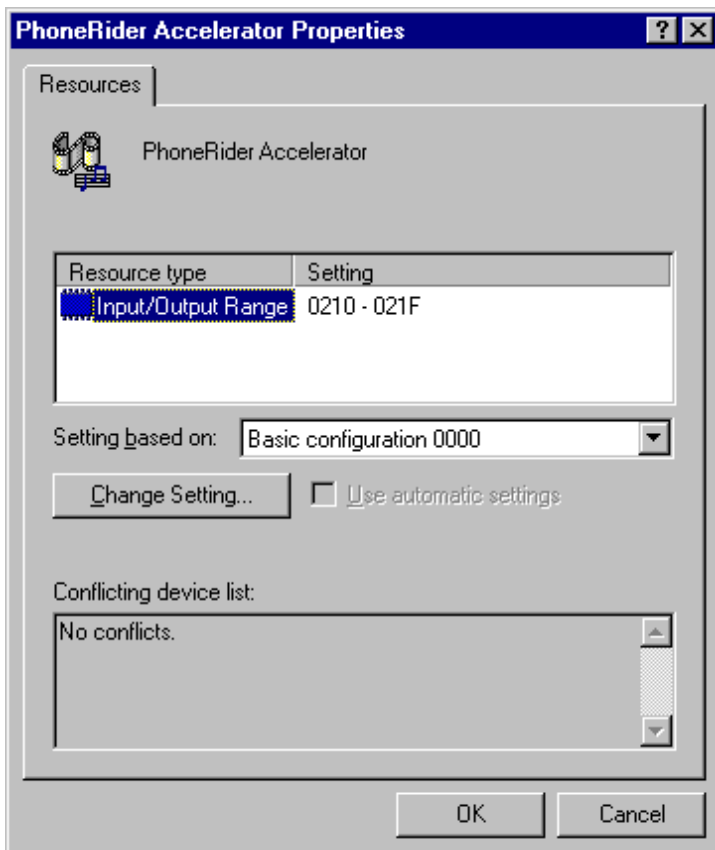 PhoneRider Accelerator Properties
Resources
PhoneRider Accelerator
Resource type Setting
Input/Output Range 0210 - 021F
Setting based on: Basic configuration 0000
Change Setting... Use automatic settings
Conflicting device list:
No conflicts.
OK Cancel